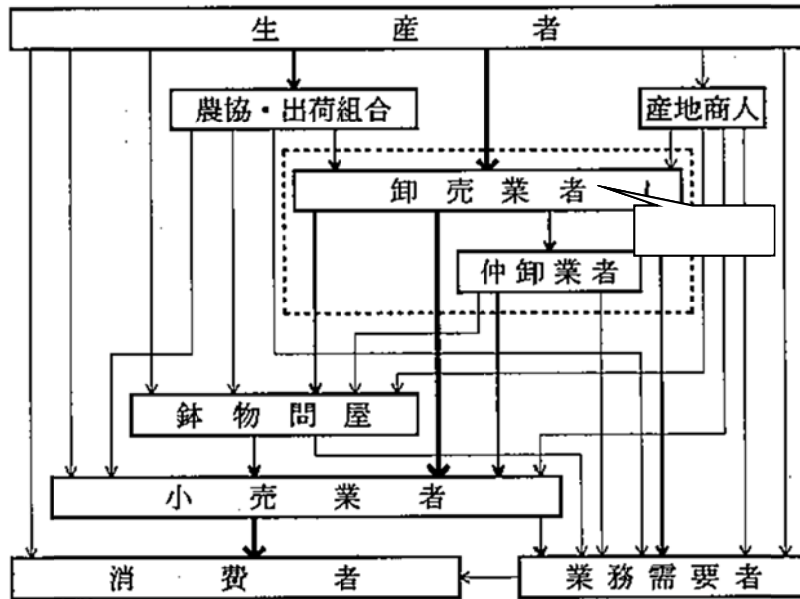 生産者
農協・出荷組合
産地商人
卸売業者
仲卸業者
鉢物問屋
小売業者
消費者
業務需要者